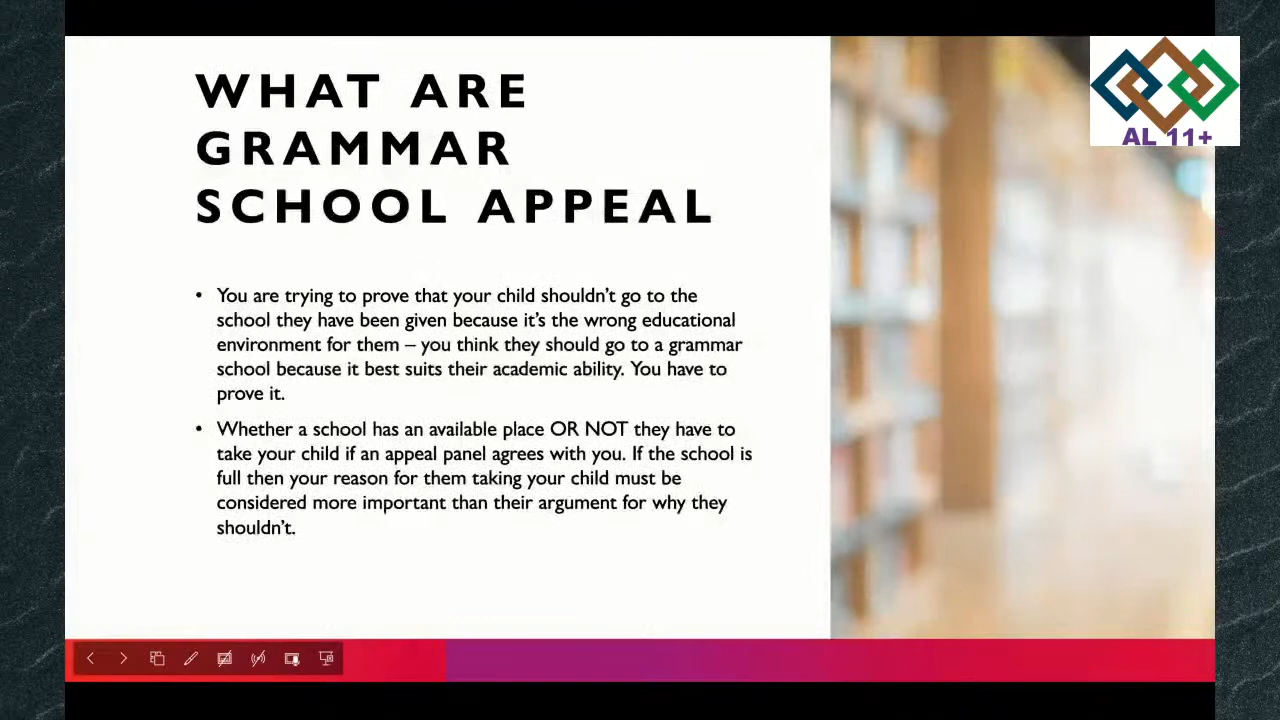 WHAT ARE
GRAMMAR
SCHOOL APPEAL
AL 11+
• You are trying to prove that your child shouldn't go to the
school they have been given because it's the wrong educational
environment for them – you think they should go to a grammar
school because it best suits their academic ability. You have to
prove it.
• Whether a school has an available place OR NOT they have to
take your child if an appeal panel agrees with you. If the school is
full then your reason for them taking your child must be
considered more important than their argument for why they
shouldn't.